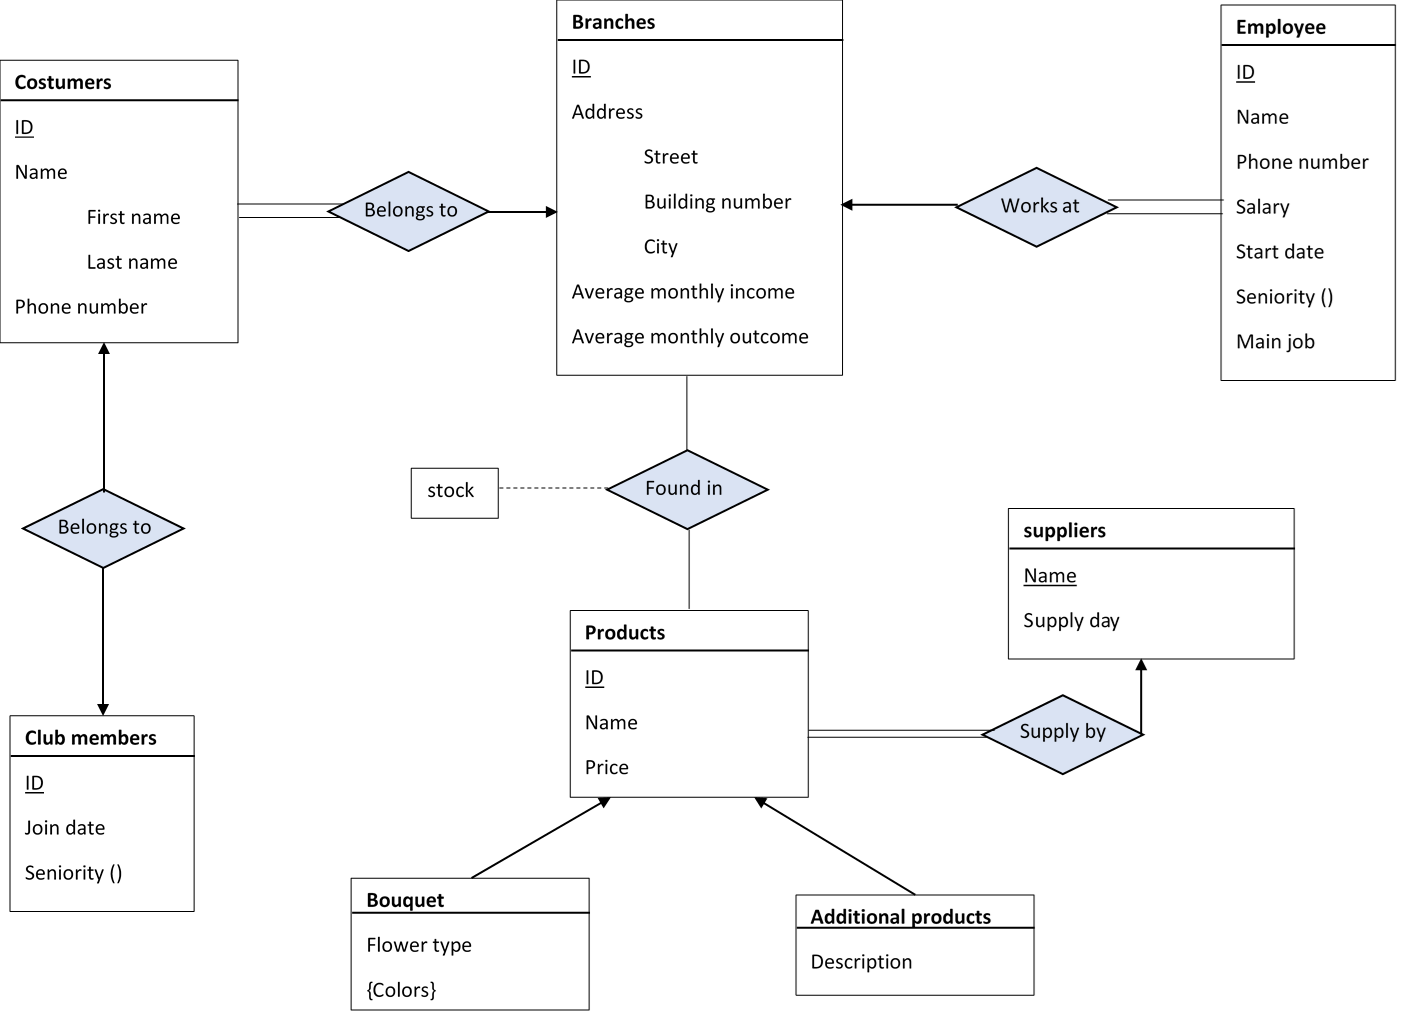 Branches
ID
Address
Street
Building number
City
Average monthly income
Average monthly outcome
Employee
ID
Name
Phone number
Salary
Start date
Seniority ()
Main job
Costumers
ID
Name
First name
Last name
Phone number
Belongs to
Works at
Belongs to
stock
Found in
suppliers
Name
Supply day
Products
ID
Name
Price
Supply by
Club members
ID
Join date
Seniority ()
Bouquet
Flower type
{Colors}
Additional products
Description